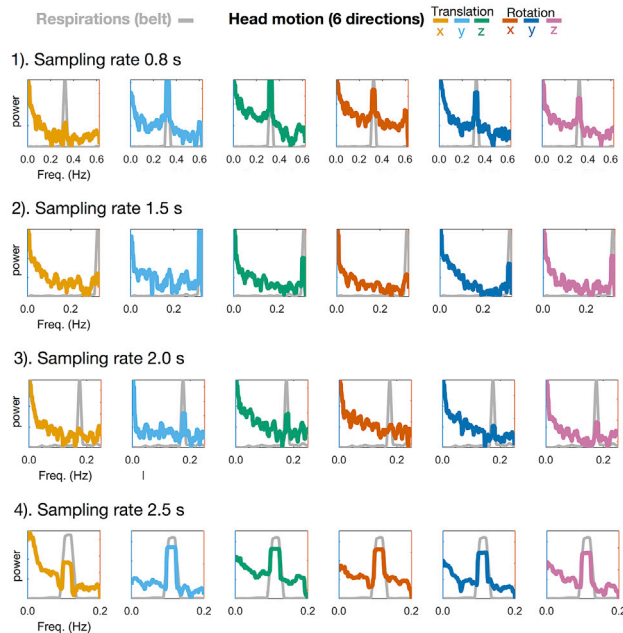 Respirations (belt) Head motion (6 directions) Translation Rotation
x y z x y z
1). Sampling rate 0.8 s
power
0.0 0.2 0.4 0.6 0.0 0.2 0.4 0.6 0.0 0.2 0.4 0.6 0.0 0.2 0.4 0.6 0.0 0.2 0.4 0.6 0.0 0.2 0.4 0.6
Freq. (Hz)
2). Sampling rate 1.5 s
power
0.0 0.2 0.0 0.2 0.0 0.2 0.0 0.2 0.0 0.2 0.0 0.2
Freq. (Hz)
3). Sampling rate 2.0 s
power
0.0 0.2 0.0 0.2 0.0 0.2 0.0 0.2 0.0 0.2 0.0 0.2
Freq. (Hz)
4). Sampling rate 2.5 s
power
0.0 0.2 0.0 0.2 0.0 0.2 0.0 0.2 0.0 0.2 0.0 0.2
Freq. (Hz)